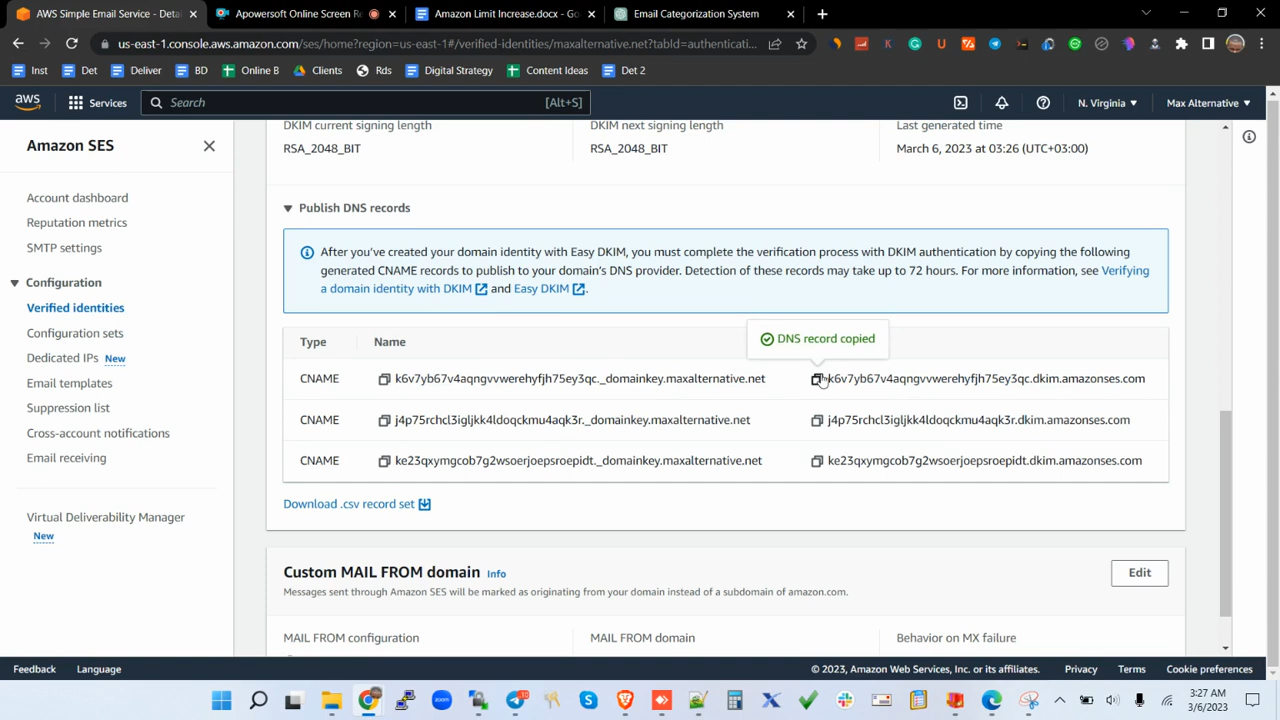 AWS Simple Email Service - Detai
Apowersoft Online Screen Re
Amazon Limit Increase.docx - Go
Email Categorization System
us-east-1.console.aws.amazon.com/ses/home?region=us-east-1#/verified-identities/maxalternative.net?tabId=authenticati...
Inst
Det
Deliver
BD
Online B
Clients
Rds
Digital Strategy
Content Ideas
Det 2
aws
Services
Search
[Alt+S]
N. Virginia
Max Alternative
Amazon SES
Account dashboard
Reputation metrics
SMTP settings
Configuration
Verified identities
Configuration sets
Dedicated IPs New
Email templates
Suppression list
Cross-account notifications
Email receiving
Virtual Deliverability Manager
New
DKIM current signing length
RSA_2048_BIT
DKIM next signing length
RSA_2048_BIT
Last generated time
March 6, 2023 at 03:26 (UTC+03:00)
Publish DNS records
After you've created your domain identity with Easy DKIM, you must complete the verification process with DKIM authentication by copying the following
generated CNAME records to publish to your domain's DNS provider. Detection of these records may take up to 72 hours. For more information, see Verifying
a domain identity with DKIM and Easy DKIM.
DNS record copied
Type Name
CNAME k6v7yb67v4aqngvvwerehyfjh75ey3qc._domainkey.maxalternative.net k6v7yb67v4aqngvvwerehyfjh75ey3qc.dkim.amazonses.com
CNAME j4p75rchcl3igljkk4ldoqckmu4aqk3r._domainkey.maxalternative.net j4p75rchcl3igljkk4ldoqckmu4aqk3r.dkim.amazonses.com
CNAME ke23qxymgcob7g2wsoerjoepsroepidt._domainkey.maxalternative.net ke23qxymgcob7g2wsoerjoepsroepidt.dkim.amazonses.com
Download .csv record set
Custom MAIL FROM domain Info
Edit
Messages sent through Amazon SES will be marked as originating from your domain instead of a subdomain of amazon.com.
MAIL FROM configuration
MAIL FROM domain
Behavior on MX failure
Feedback
Language
© 2023, Amazon Web Services, Inc. or its affiliates.
Privacy
Terms
Cookie preferences
3:27 AM
3/6/2023